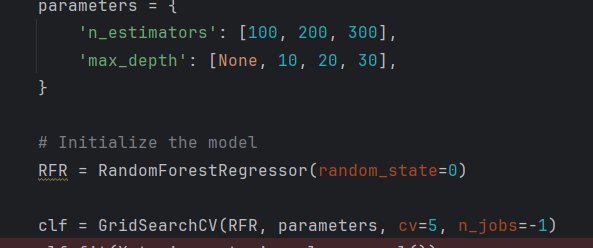 parameters = {
    'n_estimators': [100, 200, 300],
    'max_depth': [None, 10, 20, 30],
}
# Initialize the model
RFR = RandomForestRegressor(random_state=0)
clf = GridSearchCV(RFR, parameters, cv=5, n_jobs=-1)